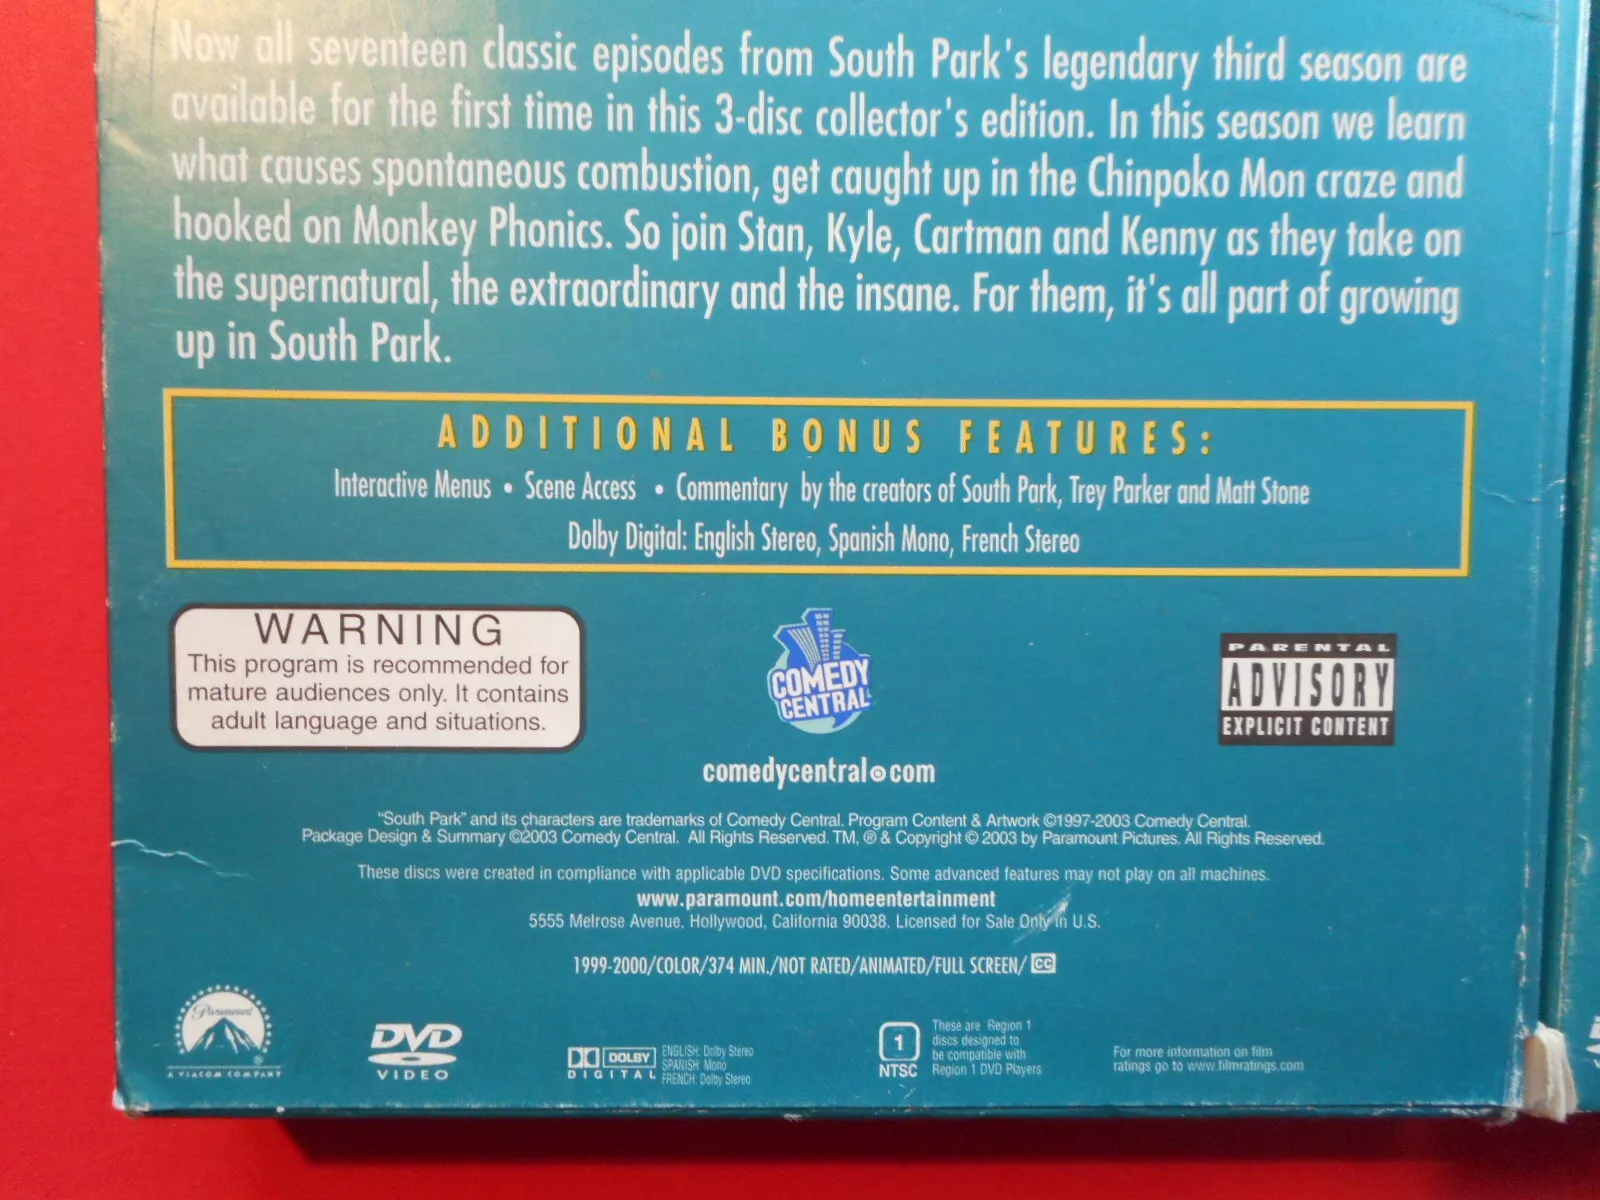 Now all seventeen classic episodes from South Park's legendary third season are
available for the first time in this 3-disc collector's edition. In this season we learn
what causes spontaneous combustion, get caught up in the Chinpoko Mon craze and
hooked on Monkey Phonics. So join Stan, Kyle, Cartman and Kenny as they take on
the supernatural, the extraordinary and the insane. For them, it's all part of growing
up in South Park.
ADDITIONAL BONUS FEATURES:
Interactive Menus • Scene Access • Commentary by the creators of South Park, Trey Parker and Matt Stone
Dolby Digital: English Stereo, Spanish Mono, French Stereo
WARNING
This program is recommended for
mature audiences only. It contains
adult language and situations.
COMEDY
CENTRAL
comedycentral.com
PARENTAL
ADVISORY
EXPLICIT CONTENT
"South Park" and its characters are trademarks of Comedy Central. Program Content & Artwork ©1997-2003 Comedy Central.
Package Design & Summary ©2003 Comedy Central. All Rights Reserved. TM, ® & Copyright © 2003 by Paramount Pictures. All Rights Reserved.
These discs were created in compliance with applicable DVD specifications. Some advanced features may not play on all machines.
www.paramount.com/homeentertainment
5555 Melrose Avenue, Hollywood, California 90038. Licensed for Sale Only in U.S.
1999-2000/COLOR/374 MIN./NOT RATED/ANIMATED/FULL SCREEN/ CC
Paramount
®
A VIACOM COMPANY
DVD
VIDEO
DOLBY
DIGITAL
ENGLISH: Dolby Stereo
SPANISH: Mono
FRENCH: Dolby Stereo
1
NTSC
These are Region 1
discs designed to
be compatible with
Region 1 DVD Players
For more information on film
ratings go to www.filmratings.com